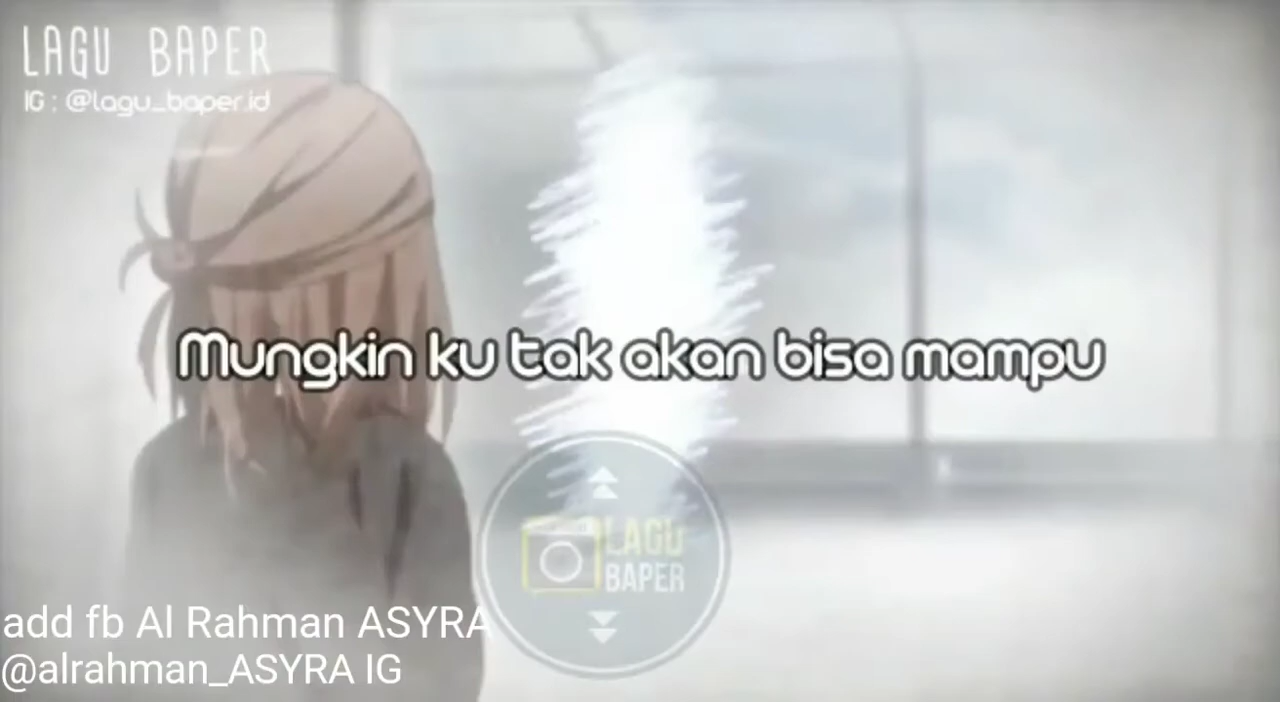 LAGU BAPER
IG : @lagu_baper.id
Mungkin ku tak akan bisa mampu
LAGU
BAPER
add fb Al Rahman ASYRA
@alrahman_ASYRA IG